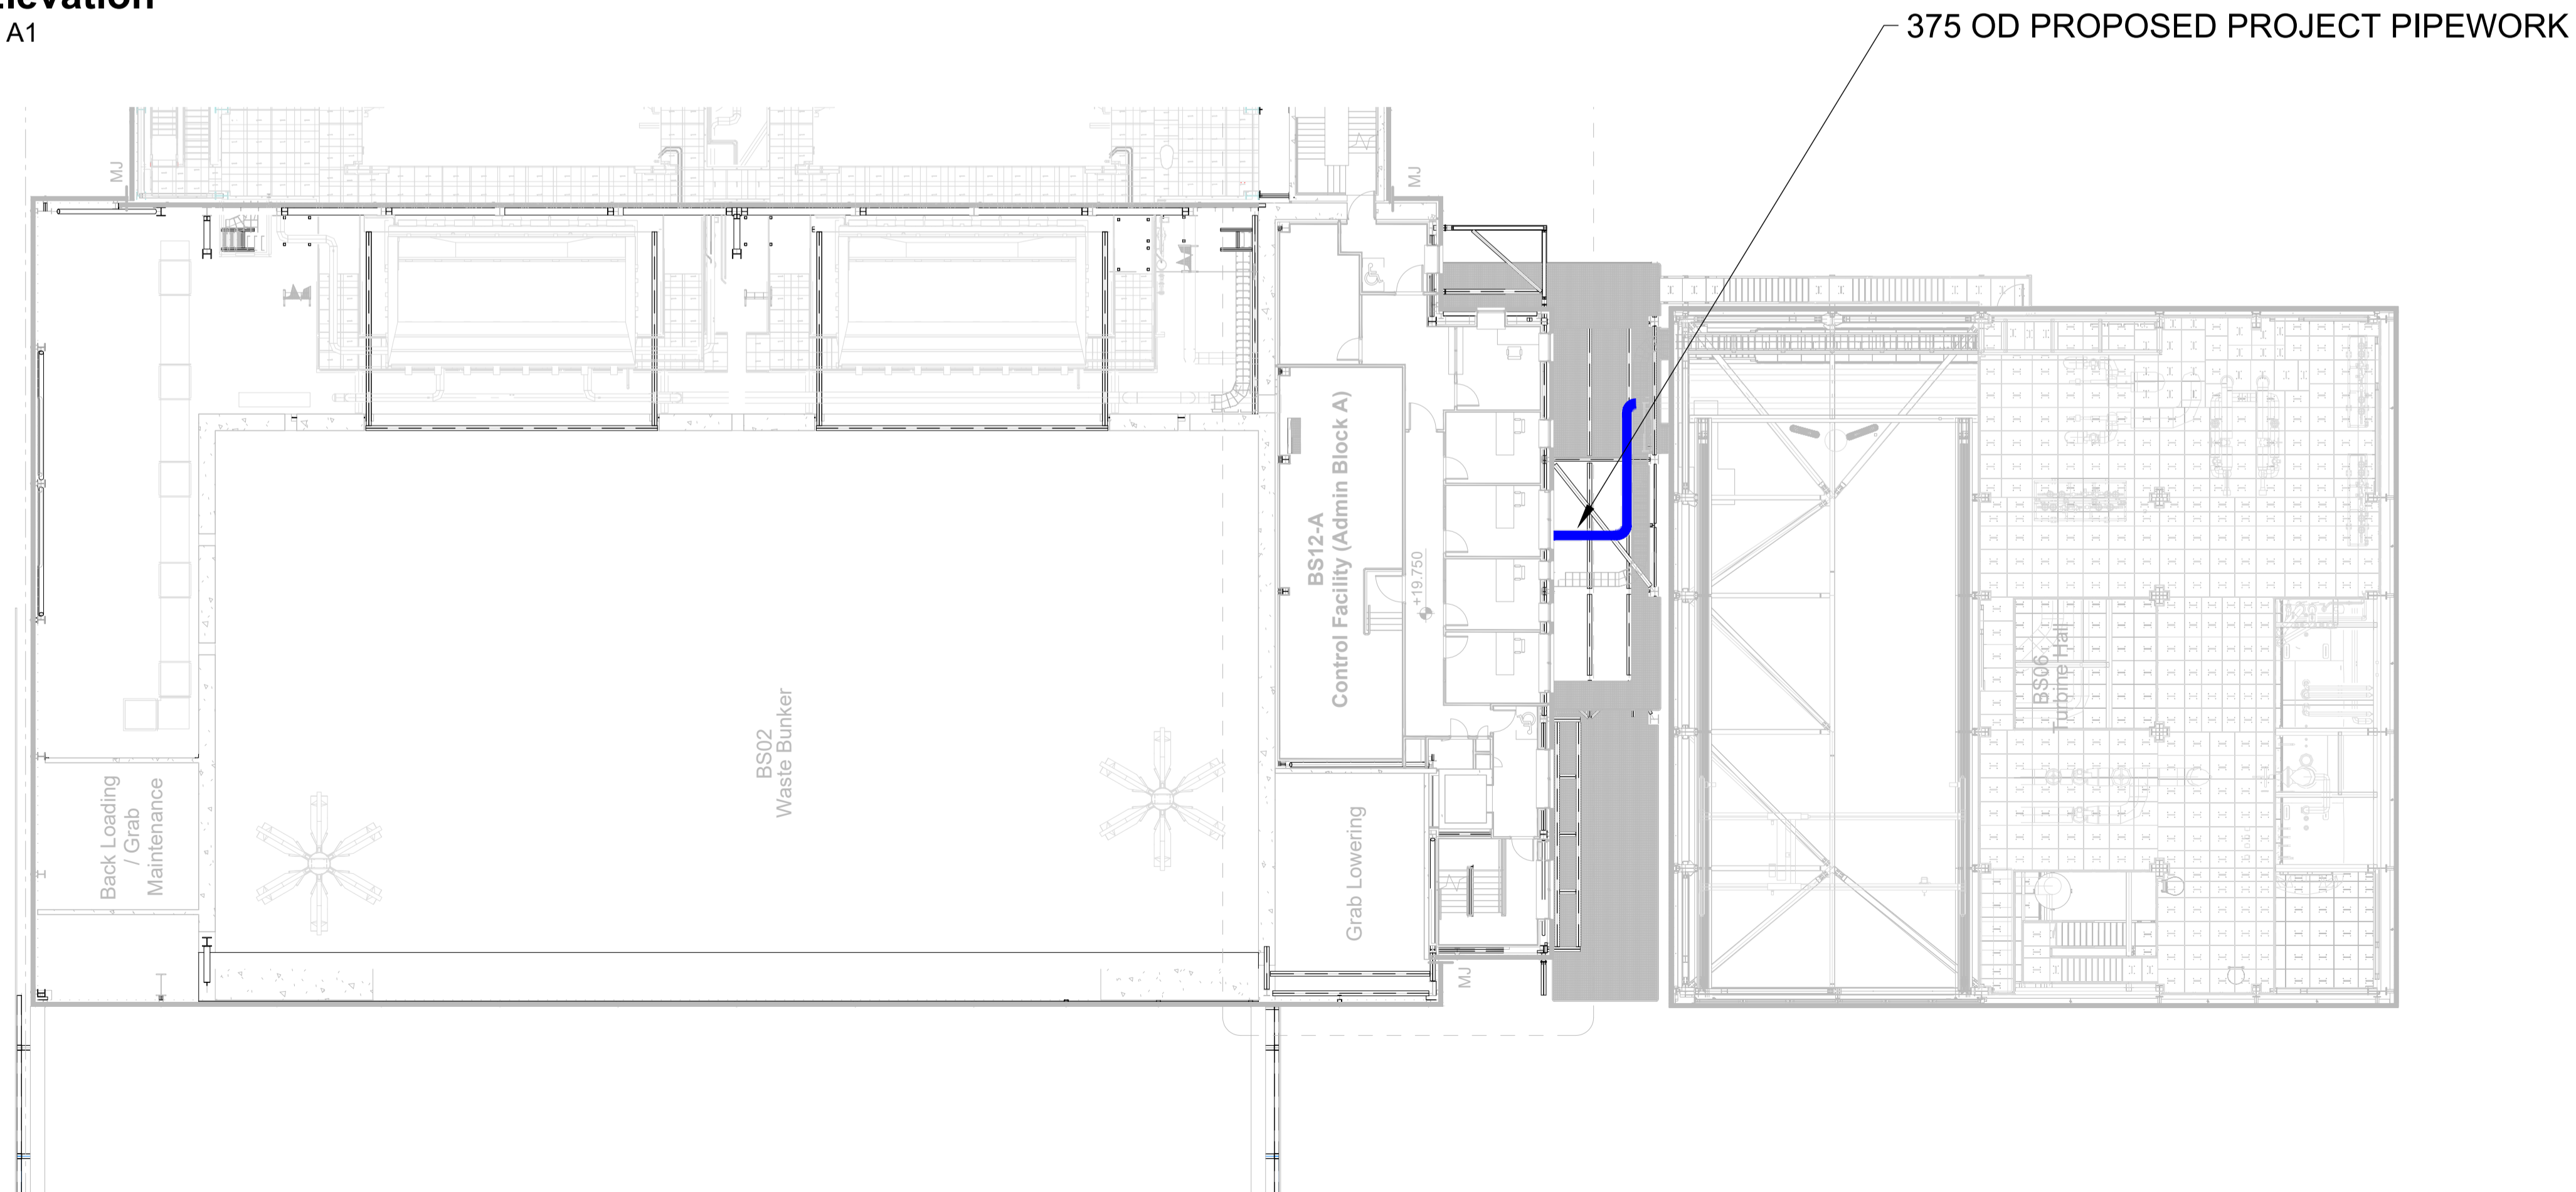 A1
375 OD PROPOSED PROJECT PIPEWORK
MJ
MJ
BS12-A
Control Facility (Admin Block A)
+19.750
BS02
Waste Bunker
BS06
Turbine Hall
Back Loading
/ Grab
Maintenance
Grab Lowering
MJ